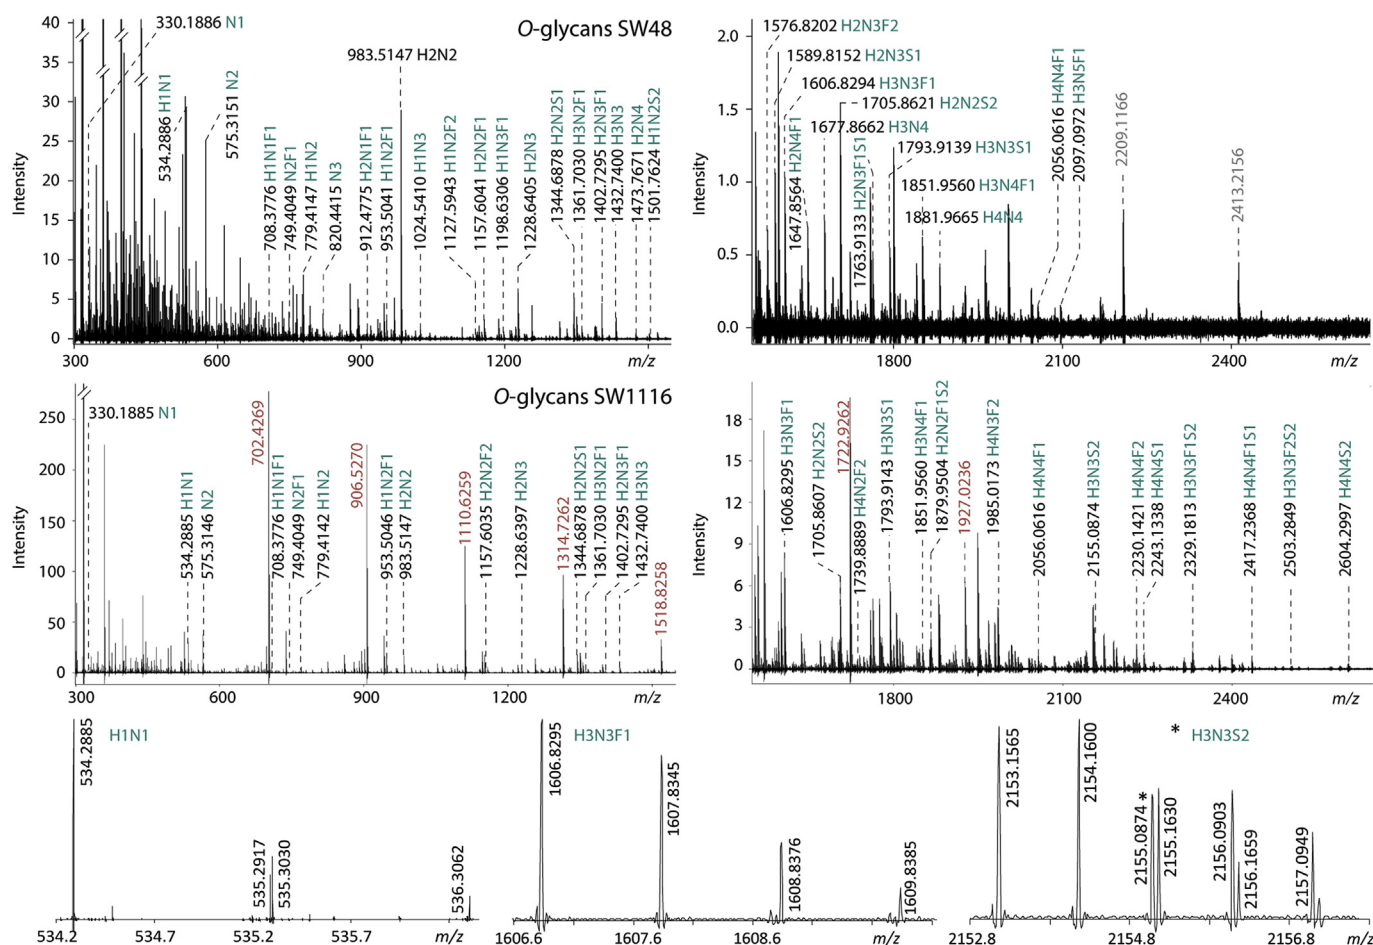 O-glycans SW48
Intensity
40
35
30
25
20
15
10
5
0
300
600
900
1200
m/z
330.1886 N1
534.2886 H1N1
575.3151 N2
708.3776 H1N1F1
749.4049 N2F1
779.4147 H1N2
820.4415 N3
912.4775 H2N1F1
953.5041 H1N2F1
983.5147 H2N2
1024.5410 H1N3
1127.5943 H1N2F2
1157.6041 H2N2F1
1198.6306 H1N3F1
1228.6405 H2N3
1344.6878 H2N2S1
1361.7030 H3N2F1
1402.7295 H2N3F1
1432.7400 H3N3
1473.7671 H2N4
1501.7624 H1N2S2
Intensity
2.0
1.5
1.0
0.5
0.0
1800
2100
2400
m/z
1576.8202 H2N3F2
1589.8152 H2N3S1
1606.8294 H3N3F1
1705.8621 H2N2S2
1677.8662 H3N4
1647.8564 H2N4F1
1763.9133 H2N3F1S1
1793.9139 H3N3S1
1851.9560 H3N4F1
1881.9665 H4N4
2056.0616 H4N4F1
2097.0972 H3N5F1
2209.1166
2413.2156
O-glycans SW1116
Intensity
250
200
150
100
50
0
300
600
900
1200
m/z
330.1885 N1
534.2885 H1N1
575.3146 N2
702.4269
708.3776 H1N1F1
749.4049 N2F1
779.4142 H1N2
906.5270
953.5046 H1N2F1
983.5147 H2N2
1110.6259
1157.6035 H2N2F2
1228.6397 H2N3
1314.7262
1344.6878 H2N2S1
1361.7030 H3N2F1
1402.7295 H2N3F1
1432.7400 H3N3
1518.8258
Intensity
18
15
12
9
6
3
0
1800
2100
2400
m/z
1606.8295 H3N3F1
1705.8607 H2N2S2
1722.9262
1739.8889 H4N2F2
1793.9143 H3N3S1
1851.9560 H3N4F1
1879.9504 H2N2F1S2
1927.0236
1985.0173 H4N3F2
2056.0616 H4N4F1
2155.0874 H3N3S2
2230.1421 H4N4F2
2243.1338 H4N4S1
2329.1813 H3N3F1S2
2417.2368 H4N4F1S1
2503.2849 H3N3F2S2
2604.2997 H4N4S2
H1N1
534.2885
535.2917
535.3030
536.3062
534.2
534.7
535.2
535.7
m/z
H3N3F1
1606.8295
1607.8345
1608.8376
1609.8385
1606.6
1607.6
1608.6
m/z
* H3N3S2
2153.1565
2154.1600
2155.0874 *
2155.1630
2156.0903
2156.1659
2157.0949
2152.8
2154.8
2156.8
m/z